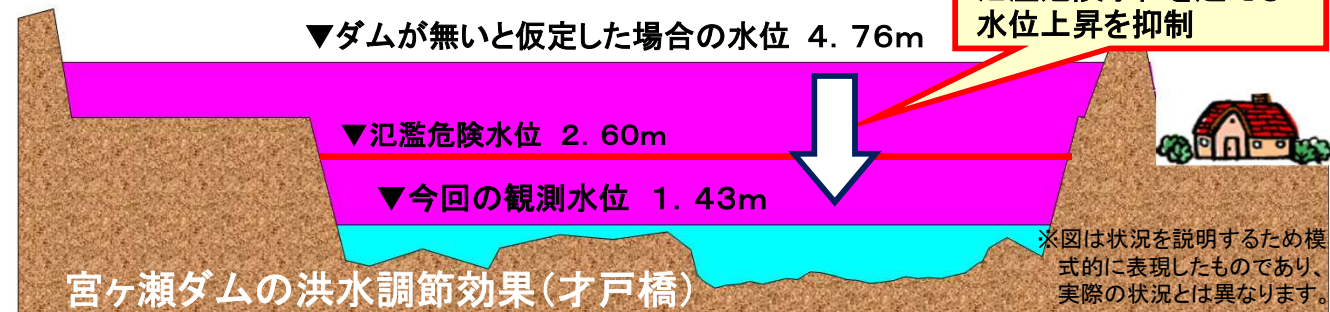 ▼ダムが無いと仮定した場合の水位 4.76m
水位上昇を抑制
▼氾濫危険水位 2.60m
▼今回の観測水位 1.43m
※図は状況を説明するため模
式的に表現したものであり、
実際の状況とは異なります。
宮ヶ瀬ダムの洪水調節効果(才戸橋)